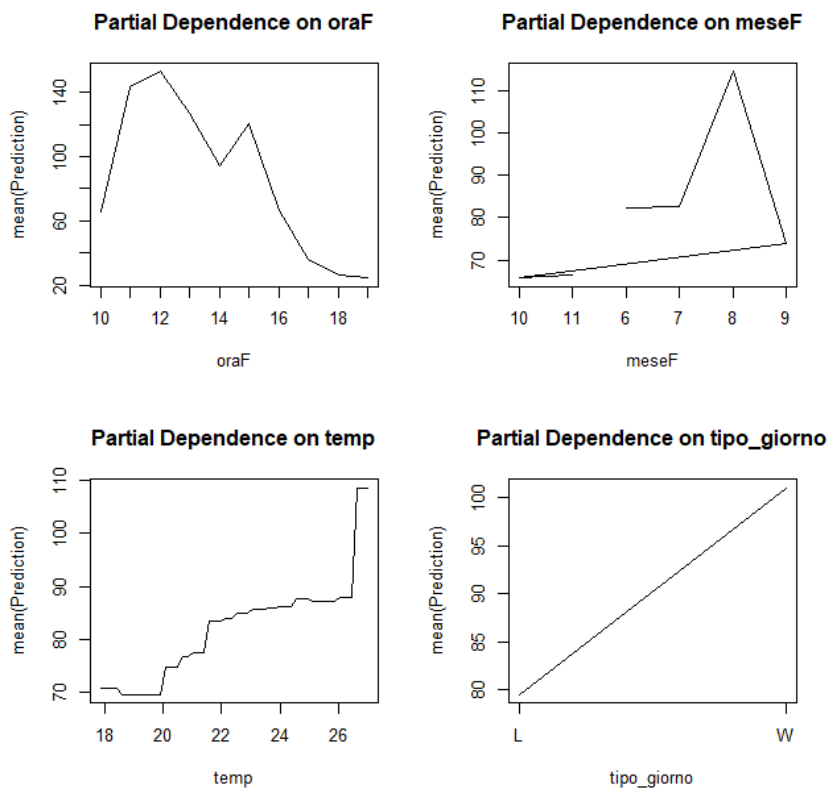 Partial Dependence on oraF
mean(Prediction)
20 60 100 140
10 12 14 16 18
oraF
Partial Dependence on meseF
mean(Prediction)
70 80 90 100 110
10 11 6 7 8 9
meseF
Partial Dependence on temp
mean(Prediction)
70 80 90 100 110
18 20 22 24 26
temp
Partial Dependence on tipo_giorno
mean(Prediction)
80 85 90 95 100
L W
tipo_giorno